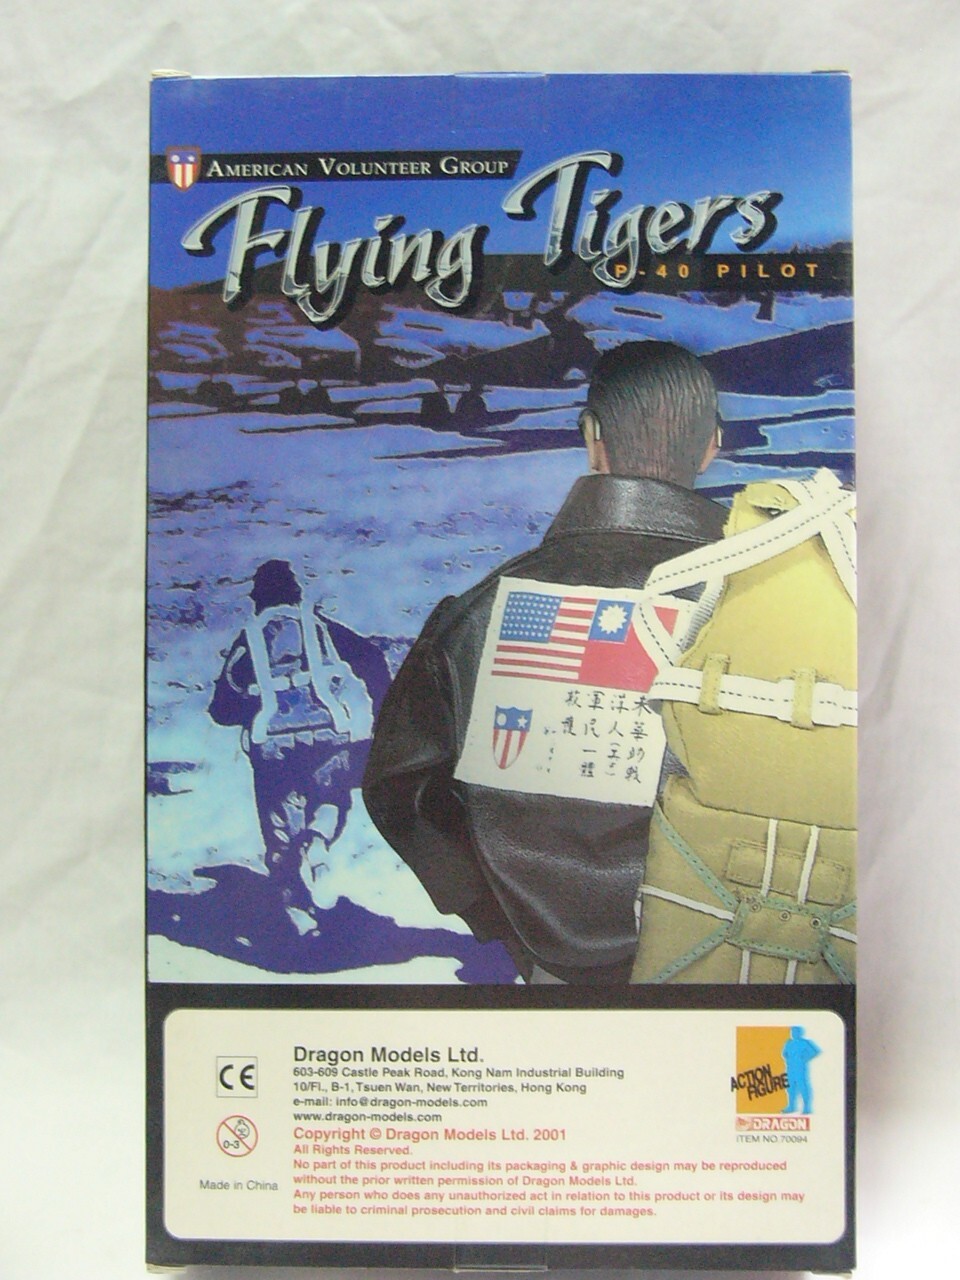 AMERICAN VOLUNTEER GROUP
Flying Tigers
P-40 PILOT
来華助戰
洋人(美)
軍民一體
救護
CE
0-3
Made in China
Dragon Models Ltd.
603-609 Castle Peak Road, Kong Nam Industrial Building
10/Fl., B-1, Tsuen Wan, New Territories, Hong Kong
e-mail: info@dragon-models.com
www.dragon-models.com
Copyright © Dragon Models Ltd. 2001
All Rights Reserved.
No part of this product including its packaging & graphic design may be reproduced
without the prior written permission of Dragon Models Ltd.
Any person who does any unauthorized act in relation to this product or its design may
be liable to criminal prosecution and civil claims for damages.
ACTION
FIGURE
DRAGON
ITEM NO.70094